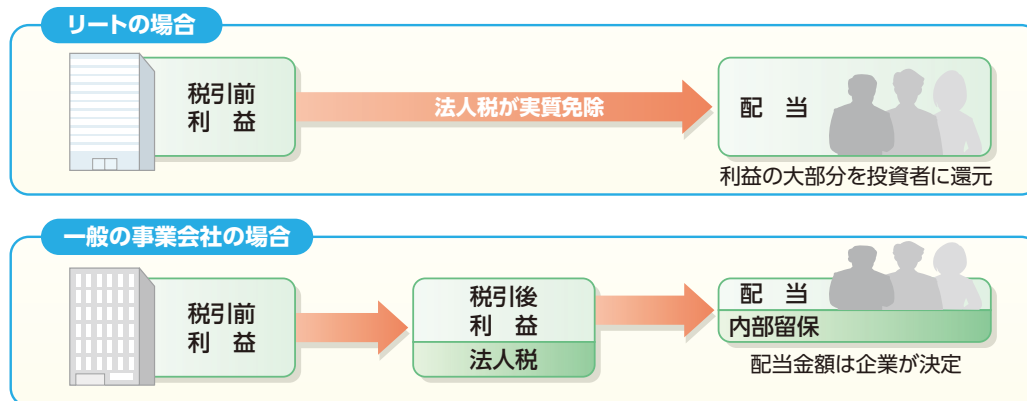 リートの場合
税引前
利　益
法人税が実質免除
配　当
利益の大部分を投資者に還元
一般の事業会社の場合
税引前
利　益
税引後
利　益
法人税
配　当
内部留保
配当金額は企業が決定